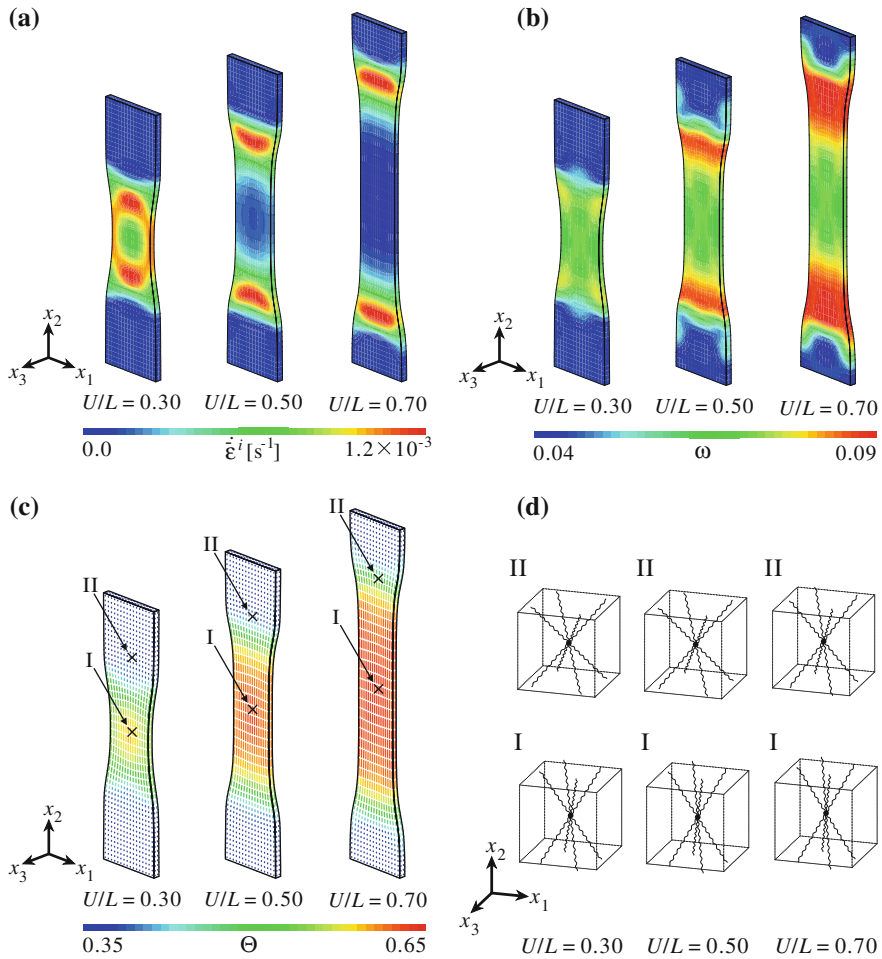 (a)
x₂
x₃ x₁
U/L = 0.30 U/L = 0.50 U/L = 0.70
0.0 ε̄̇ⁱ [s⁻¹] 1.2×10⁻³
(b)
x₂
x₃ x₁
U/L = 0.30 U/L = 0.50 U/L = 0.70
0.04 ω 0.09
(c)
II II II
I I I
x₂
x₃ x₁
U/L = 0.30 U/L = 0.50 U/L = 0.70
0.35 Θ 0.65
(d)
II II II
I I I
x₂
x₃ x₁
U/L = 0.30 U/L = 0.50 U/L = 0.70